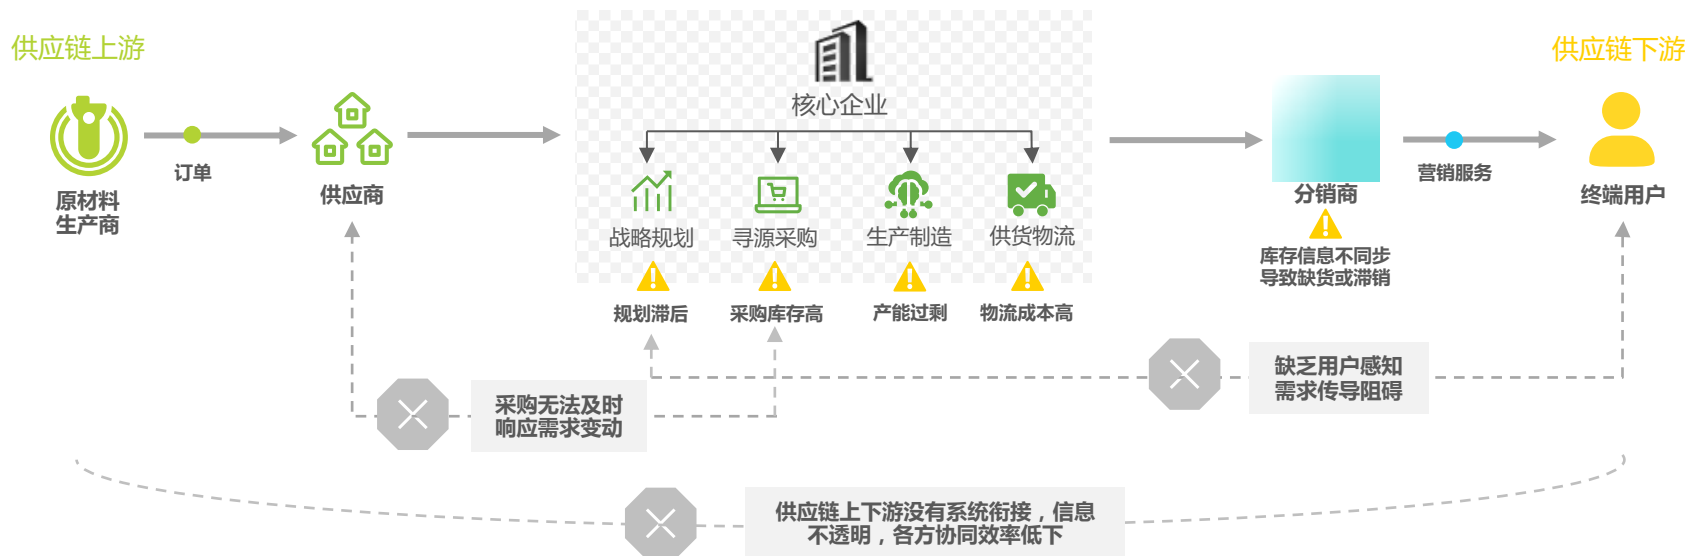 供应链上游
供应链下游
核心企业
订单
营销服务
原材料
生产商
供应商
分销商
终端用户
战略规划
寻源采购
生产制造
供货物流
库存信息不同步
导致缺货或滞销
规划滞后
采购库存高
产能过剩
物流成本高
缺乏用户感知
需求传导阻碍
采购无法及时
响应需求变动
供应链上下游没有系统衔接，信息
不透明，各方协同效率低下